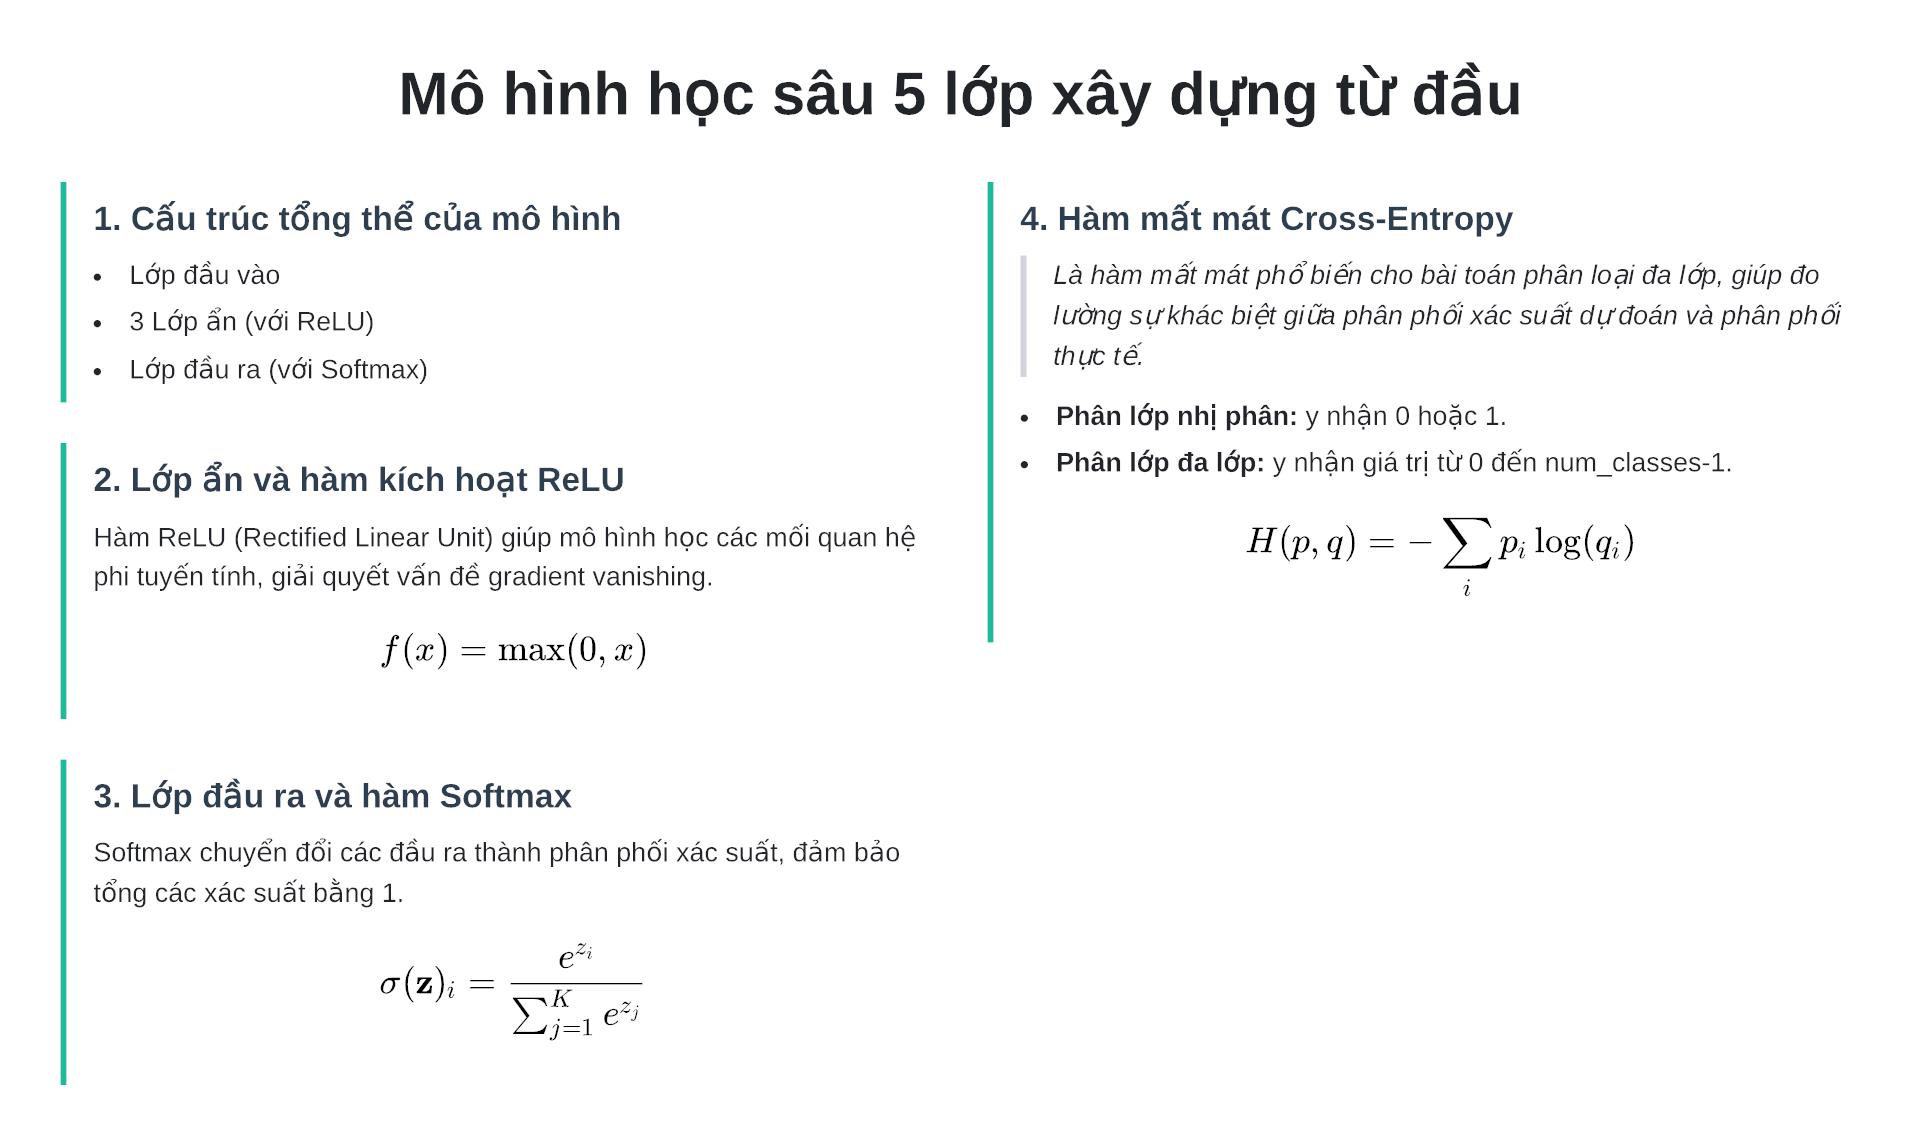 Mô hình học sâu 5 lớp xây dựng từ đầu
1. Cấu trúc tổng thể của mô hình
• Lớp đầu vào
• 3 Lớp ẩn (với ReLU)
• Lớp đầu ra (với Softmax)
2. Lớp ẩn và hàm kích hoạt ReLU
Hàm ReLU (Rectified Linear Unit) giúp mô hình học các mối quan hệ
phi tuyến tính, giải quyết vấn đề gradient vanishing.
f(x) = max(0, x)
3. Lớp đầu ra và hàm Softmax
Softmax chuyển đổi các đầu ra thành phân phối xác suất, đảm bảo
tổng các xác suất bằng 1.
σ(𝐳)_i = e^{z_i} / ∑_{j=1}^{K} e^{z_j}
4. Hàm mất mát Cross-Entropy
Là hàm mất mát phổ biến cho bài toán phân loại đa lớp, giúp đo
lường sự khác biệt giữa phân phối xác suất dự đoán và phân phối
thực tế.
• Phân lớp nhị phân: y nhận 0 hoặc 1.
• Phân lớp đa lớp: y nhận giá trị từ 0 đến num_classes-1.
H(p, q) = − ∑_i p_i log(q_i)